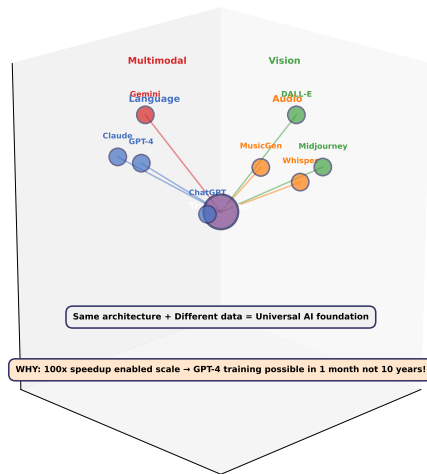 Multimodal
Vision
Gemini
Language
DALL-E
Audio
Claude
GPT-4
MusicGen
Midjourney
Whisper
ChatGPT
Same architecture + Different data = Universal AI foundation
WHY: 100x speedup enabled scale → GPT-4 training possible in 1 month not 10 years!